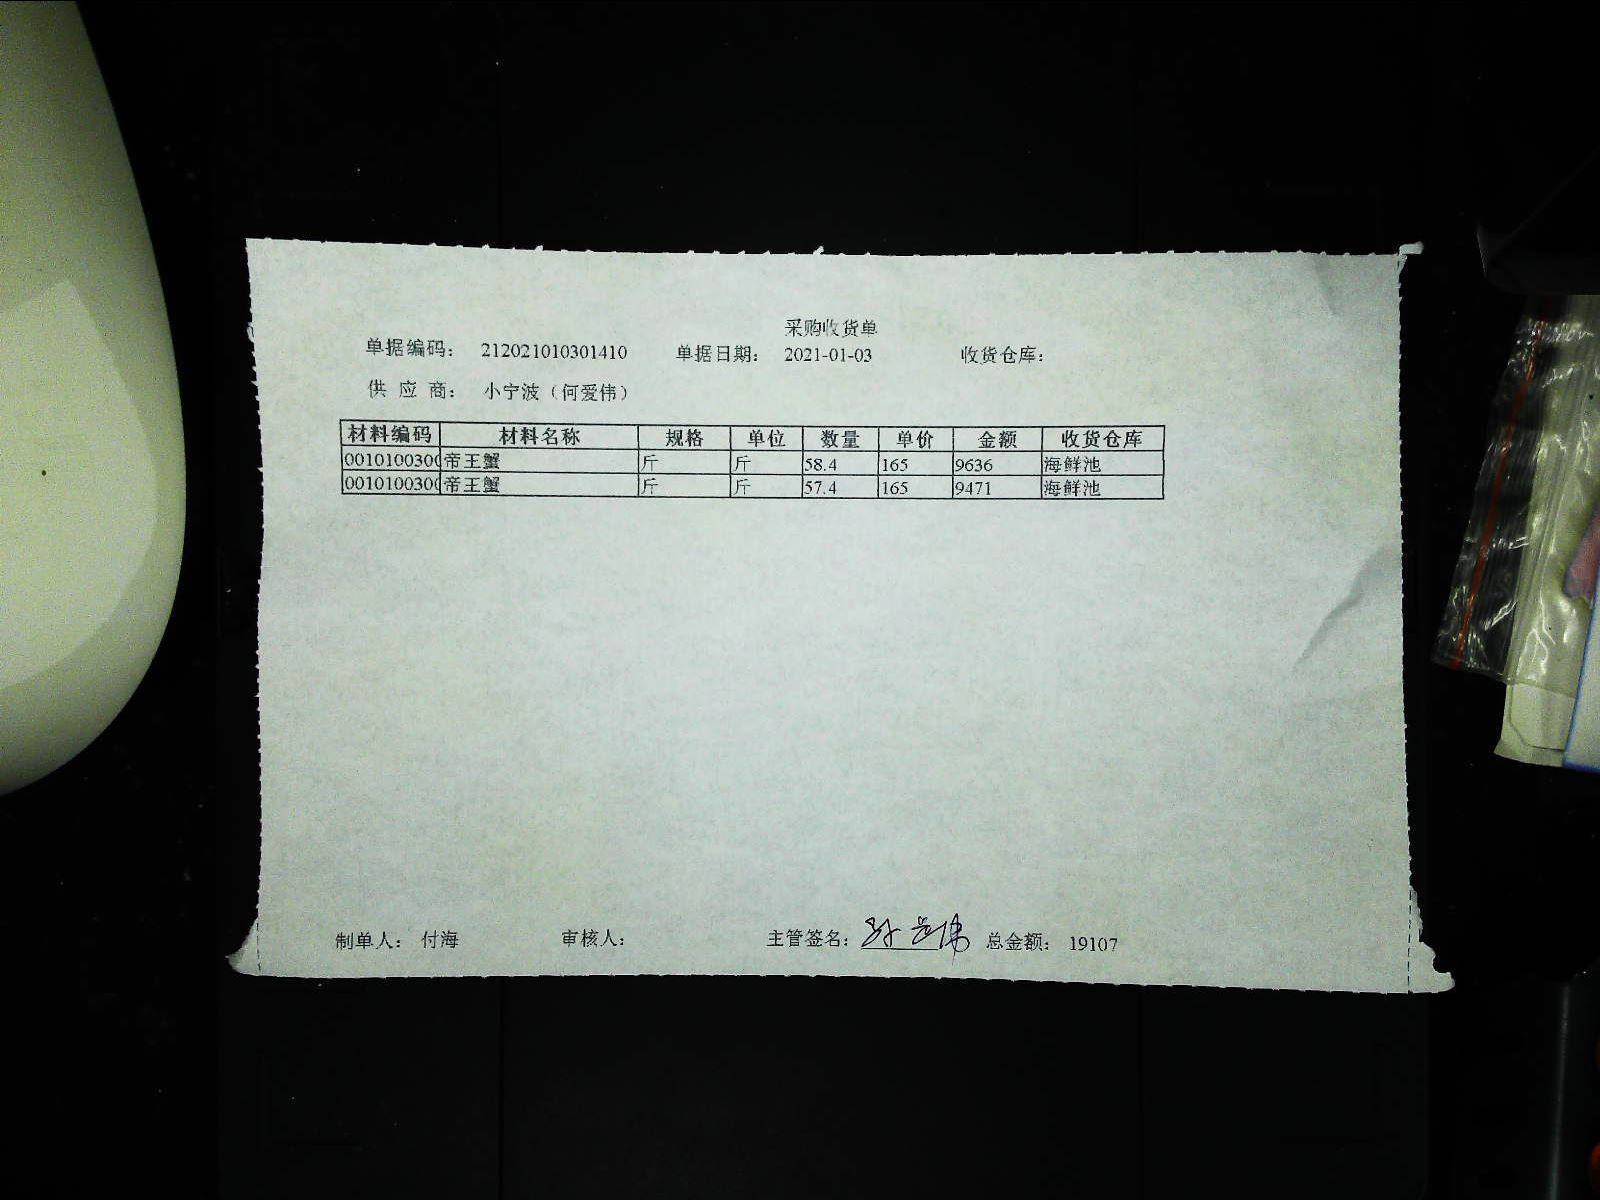 采购收货单
单据编码： 212021010301410 单据日期： 2021-01-03 收货仓库：
供 应 商： 小宁波（何爱伟）
材料编码 材料名称 规格 单位 数量 单价 金额 收货仓库
0010100300 帝王蟹 斤 斤 58.4 165 9636 海鲜池
0010100300 帝王蟹 斤 斤 57.4 165 9471 海鲜池
制单人： 付海 审核人： 主管签名： 总金额： 19107